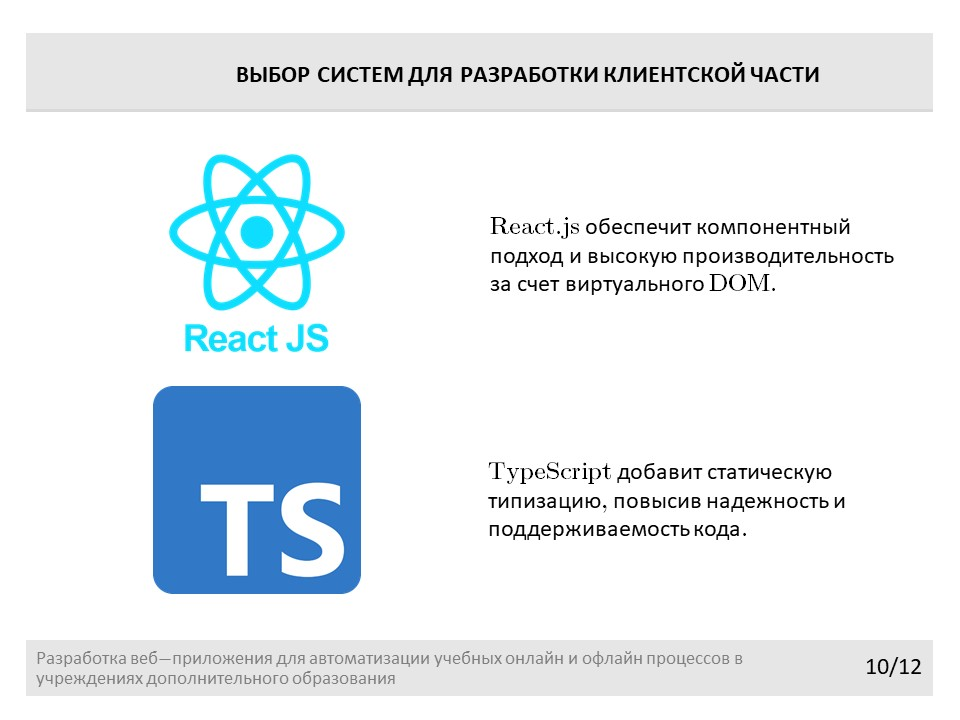 ВЫБОР СИСТЕМ ДЛЯ РАЗРАБОТКИ КЛИЕНТСКОЙ ЧАСТИ
React JS
React.js обеспечит компонентный
подход и высокую производительность
за счет виртуального DOM.
TS
TypeScript добавит статическую
типизацию, повысив надежность и
поддерживаемость кода.
Разработка веб—приложения для автоматизации учебных онлайн и офлайн процессов в
учреждениях дополнительного образования
10/12